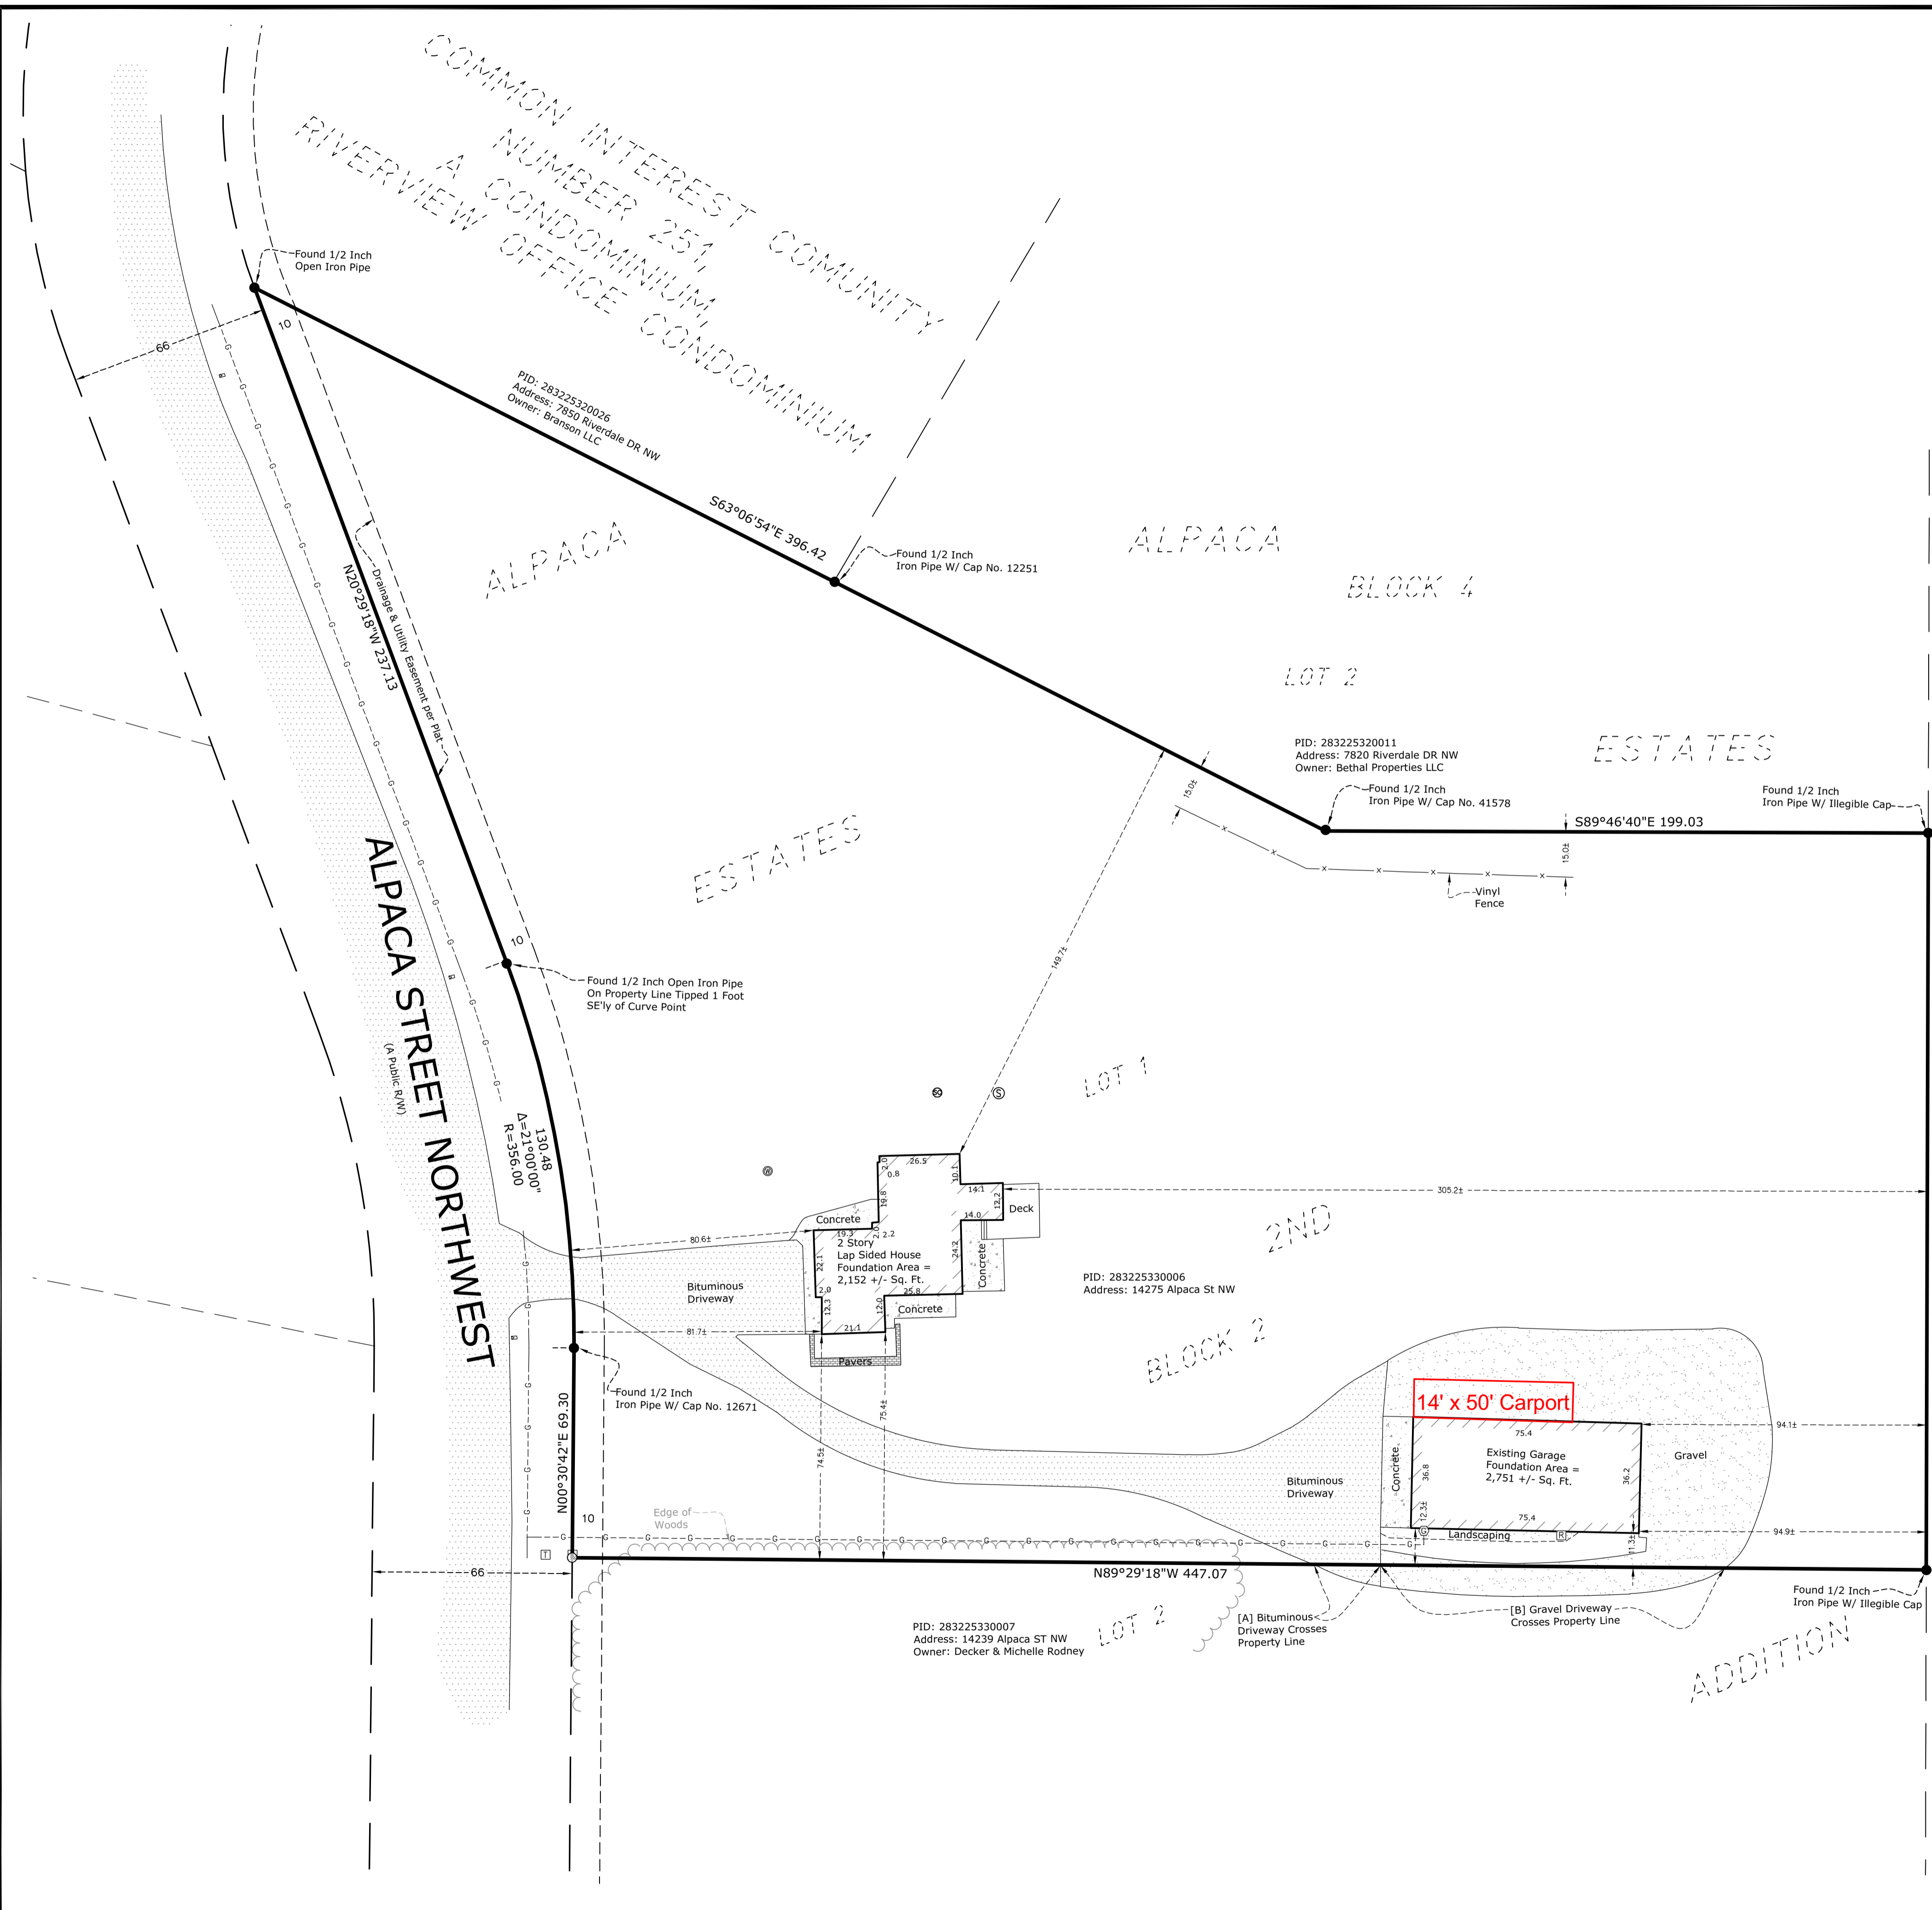 COMMON INTEREST COMUNITY
NUMBER 251,
A CONDOMINIUM,
RIVERVIEW OFFICE CONDOMINIUM
Found 1/2 Inch
Open Iron Pipe
10
66
PID: 283225320026
Address: 7850 Riverdale DR NW
Owner: Branson LLC
S63°06'54"E 396.42
Found 1/2 Inch
Iron Pipe W/ Cap No. 12251
ALPACA
ALPACA
BLOCK 4
LOT 2
ESTATES
PID: 283225320011
Address: 7820 Riverdale DR NW
Owner: Bethal Properties LLC
Found 1/2 Inch
Iron Pipe W/ Cap No. 41578
Found 1/2 Inch
Iron Pipe W/ Illegible Cap
S89°46'40"E 199.03
15.0±
15.0±
Vinyl
Fence
N20°29'18"W 237.13
Drainage & Utility Easement per Plat
ESTATES
149.7±
10
Found 1/2 Inch Open Iron Pipe
On Property Line Tipped 1 Foot
SE'ly of Curve Point
ALPACA STREET NORTHWEST
(A Public R/W)
130.48
Δ=21°00'00"
R=356.00
LOT 1
S
W
26.5
2.0
0.8
10.1
14.1
12.2
19.8
14.0
Deck
305.2±
Concrete
19.3
2.0
2.2
2 Story
Lap Sided House
Foundation Area =
2,152 +/- Sq. Ft.
24.2
Concrete
22.1
2.0
25.8
12.3
12.0
Concrete
21.1
Pavers
80.6±
81.7±
Bituminous
Driveway
2ND
PID: 283225330006
Address: 14275 Alpaca St NW
BLOCK 2
Found 1/2 Inch
Iron Pipe W/ Cap No. 12671
N00°30'42"E 69.30
74.5±
75.4±
14' x 50' Carport
75.4
Existing Garage
Foundation Area =
2,751 +/- Sq. Ft.
36.8
36.2
75.4
Concrete
Gravel
94.1±
94.9±
Bituminous
Driveway
12.3±
11.3±
Landscaping
G
R
10
Edge of
Woods
T
66
N89°29'18"W 447.07
PID: 283225330007
Address: 14239 Alpaca ST NW
Owner: Decker & Michelle Rodney
LOT 2
[A] Bituminous
Driveway Crosses
Property Line
[B] Gravel Driveway
Crosses Property Line
Found 1/2 Inch
Iron Pipe W/ Illegible Cap
ADDITION